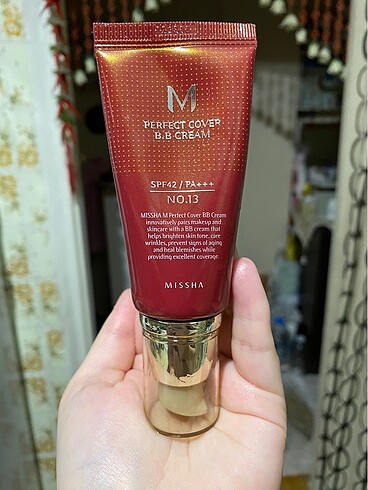 M
PERFECT COVER
B.B CREAM
SPF42 / PA+++
NO.13
MISSHA M Perfect Cover BB Cream
innovatively pairs makeup and
skincare with a BB cream that
helps brighten skin tone, care
wrinkles, prevent signs of aging
and heal blemishes while
providing excellent coverage.
MISSHA